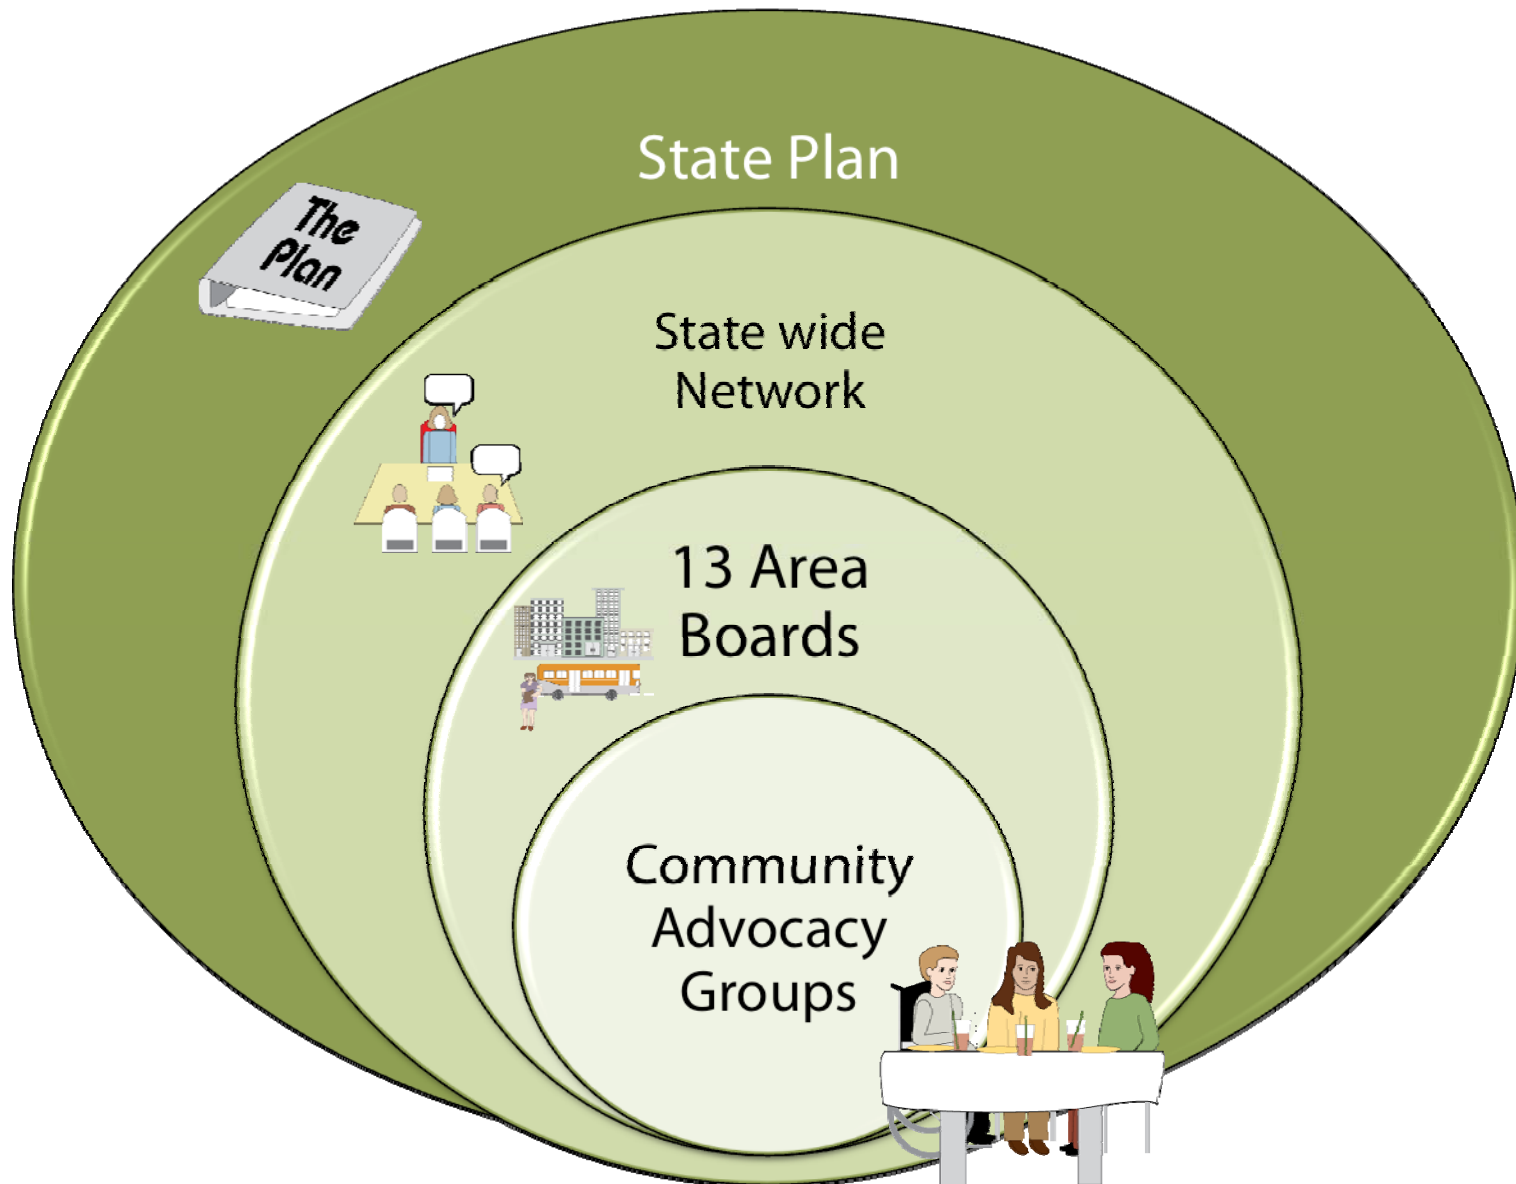 State Plan
The
Plan
State wide
Network
13 Area
Boards
Community
Advocacy
Groups